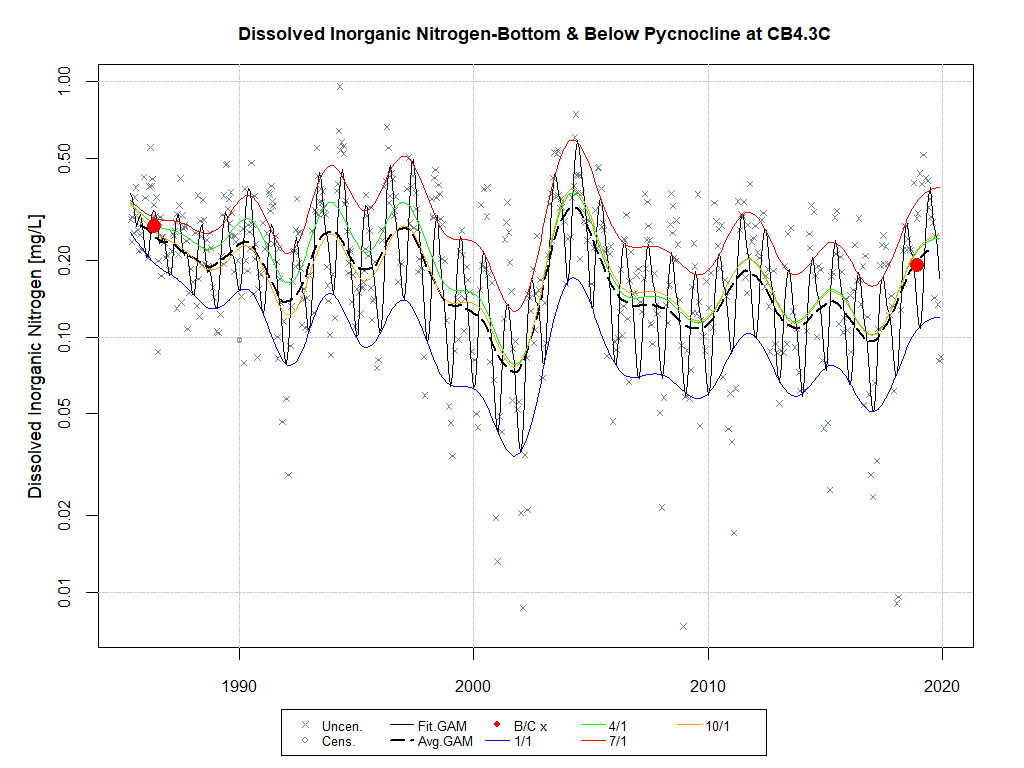 Dissolved Inorganic Nitrogen-Bottom & Below Pycnocline at CB4.3C
Dissolved Inorganic Nitrogen [mg/L]
1.00
0.50
0.20
0.10
0.05
0.02
0.01
1990 2000 2010 2020
Uncen. Fit.GAM B/C x 4/1 10/1
Cens. Avg.GAM 1/1 7/1